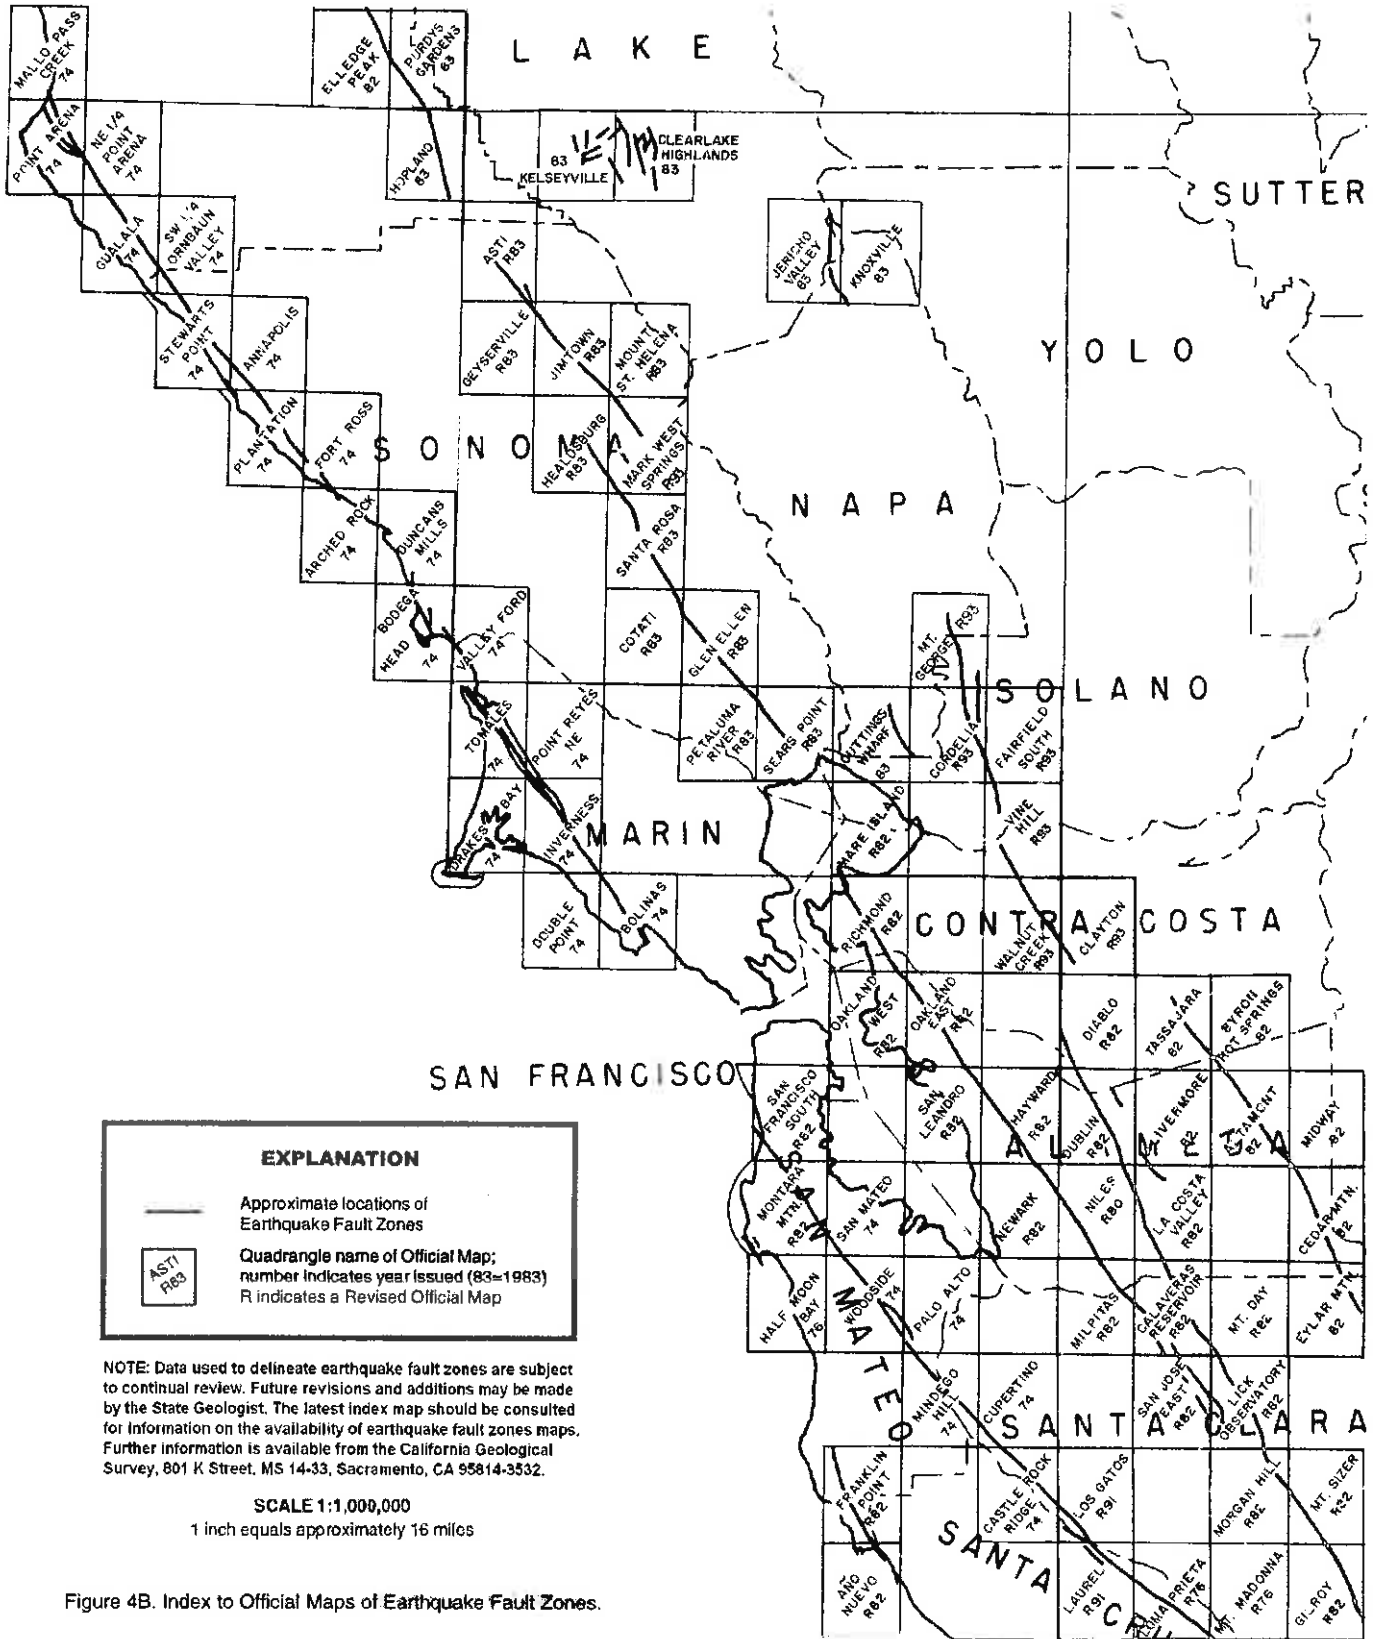 MALLO PASS
CREEK
74
ELLEDGE
PEAK
82
PURDYS
GARDENS
83
LAKE
POINT ARENA
74
NE 1/4
POINT
ARENA
74
HOPLAND
83
83
KELSEYVILLE
CLEARLAKE
HIGHLANDS
83
SUTTER
GUALALA
74
SW 1/4
ORNBAUN
VALLEY
74
ASTI
R83
JERICHO
VALLEY
83
KNOXVILLE
83
STEWARTS
POINT
74
ANNAPOLIS
74
GEYSERVILLE
R83
JIMTOWN
R83
MOUNT
ST. HELENA
R83
YOLO
PLANTATION
74
FORT ROSS
74
SONOMA
HEALDSBURG
R83
MARK WEST
SPRINGS
R93
NAPA
ARCHED ROCK
74
DUNCANS
MILLS
74
SANTA ROSA
R83
BODEGA
HEAD
74
VALLEY FORD
74
COTATI
R83
GLEN ELLEN
R83
MT.
GEORGE
R93
SOLANO
TOMALES
74
POINT REYES
NE
74
PETALUMA
RIVER
R83
SEARS POINT
R83
CUTTINGS
WHARF
83
CORDELIA
R93
FAIRFIELD
SOUTH
R93
DRAKES BAY
74
INVERNESS
74
MARIN
MARE ISLAND
R82
VINE
HILL
R93
DOUBLE
POINT
74
BOLINAS
74
RICHMOND
R82
CONTRA COSTA
WALNUT
CREEK
R93
CLAYTON
R93
OAKLAND
WEST
R82
OAKLAND
EAST
R82
DIABLO
R82
TASSAJARA
82
BYRON
HOT SPRINGS
82
SAN FRANCISCO
SAN
FRANCISCO
SOUTH
R82
SAN
LEANDRO
R82
HAYWARD
R82
DUBLIN
R82
LIVERMORE
82
ALTAMONT
82
MIDWAY
82
ALAMEDA
MONTARA
MTN.
R82
SAN MATEO
74
NEWARK
R82
NILES
R80
LA COSTA
VALLEY
R82
CEDAR MTN.
82
HALF MOON
BAY
76
WOODSIDE
74
PALO ALTO
74
MILPITAS
R82
CALAVERAS
RESERVOIR
R82
MT. DAY
R82
EYLAR MTN.
82
SAN
MATEO
MINDEGO
HILL
74
CUPERTINO
74
SAN JOSE
EAST
R82
LICK
OBSERVATORY
R82
SANTA CLARA
FRANKLIN
POINT
R82
CASTLE ROCK
RIDGE
74
LOS GATOS
R91
MORGAN HILL
R82
MT. SIZER
R82
SANTA CRU
AÑO
NUEVO
R82
LAUREL
R91
LOMA PRIETA
R76
MT. MADONNA
R76
GILROY
R82
EXPLANATION
Approximate locations of
Earthquake Fault Zones
ASTI
R83
Quadrangle name of Official Map;
number indicates year issued (83=1983)
R indicates a Revised Official Map
NOTE: Data used to delineate earthquake fault zones are subject
to continual review. Future revisions and additions may be made
by the State Geologist. The latest index map should be consulted
for information on the availability of earthquake fault zones maps.
Further information is available from the California Geological
Survey, 801 K Street, MS 14-33, Sacramento, CA 95814-3532.
SCALE 1:1,000,000
1 inch equals approximately 16 miles
Figure 4B. Index to Official Maps of Earthquake Fault Zones.